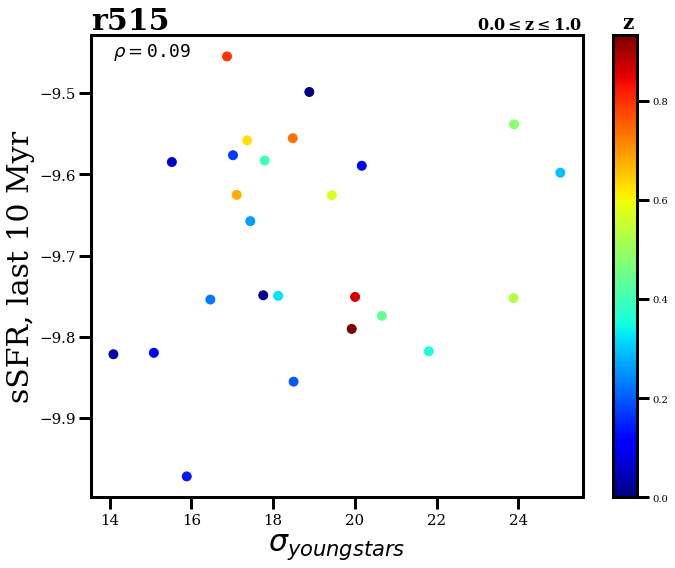 r515
0.0 ≤ z ≤ 1.0
z
ρ = 0.09
−9.5
−9.6
−9.7
−9.8
−9.9
sSFR, last 10 Myr
14 16 18 20 22 24
σyoungstars
0.8
0.6
0.4
0.2
0.0